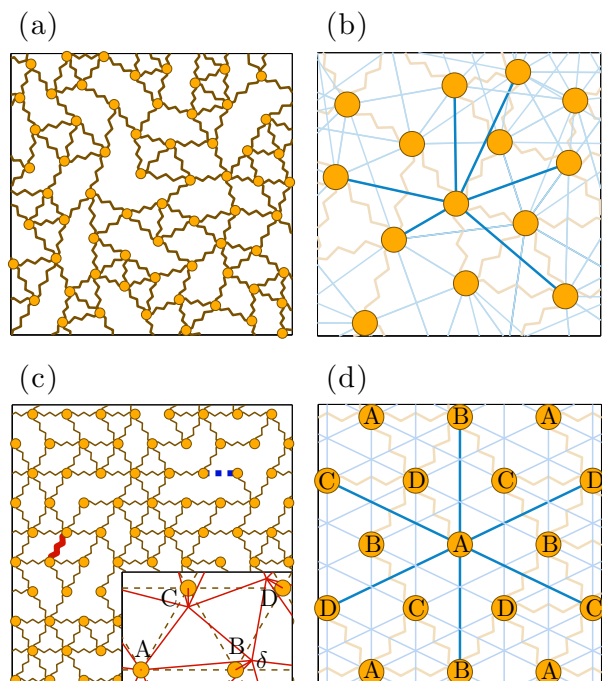 (a) (b)
(c) (d)
C D
A B δ
A B A
C D C D
B A B
D C D C
A B A